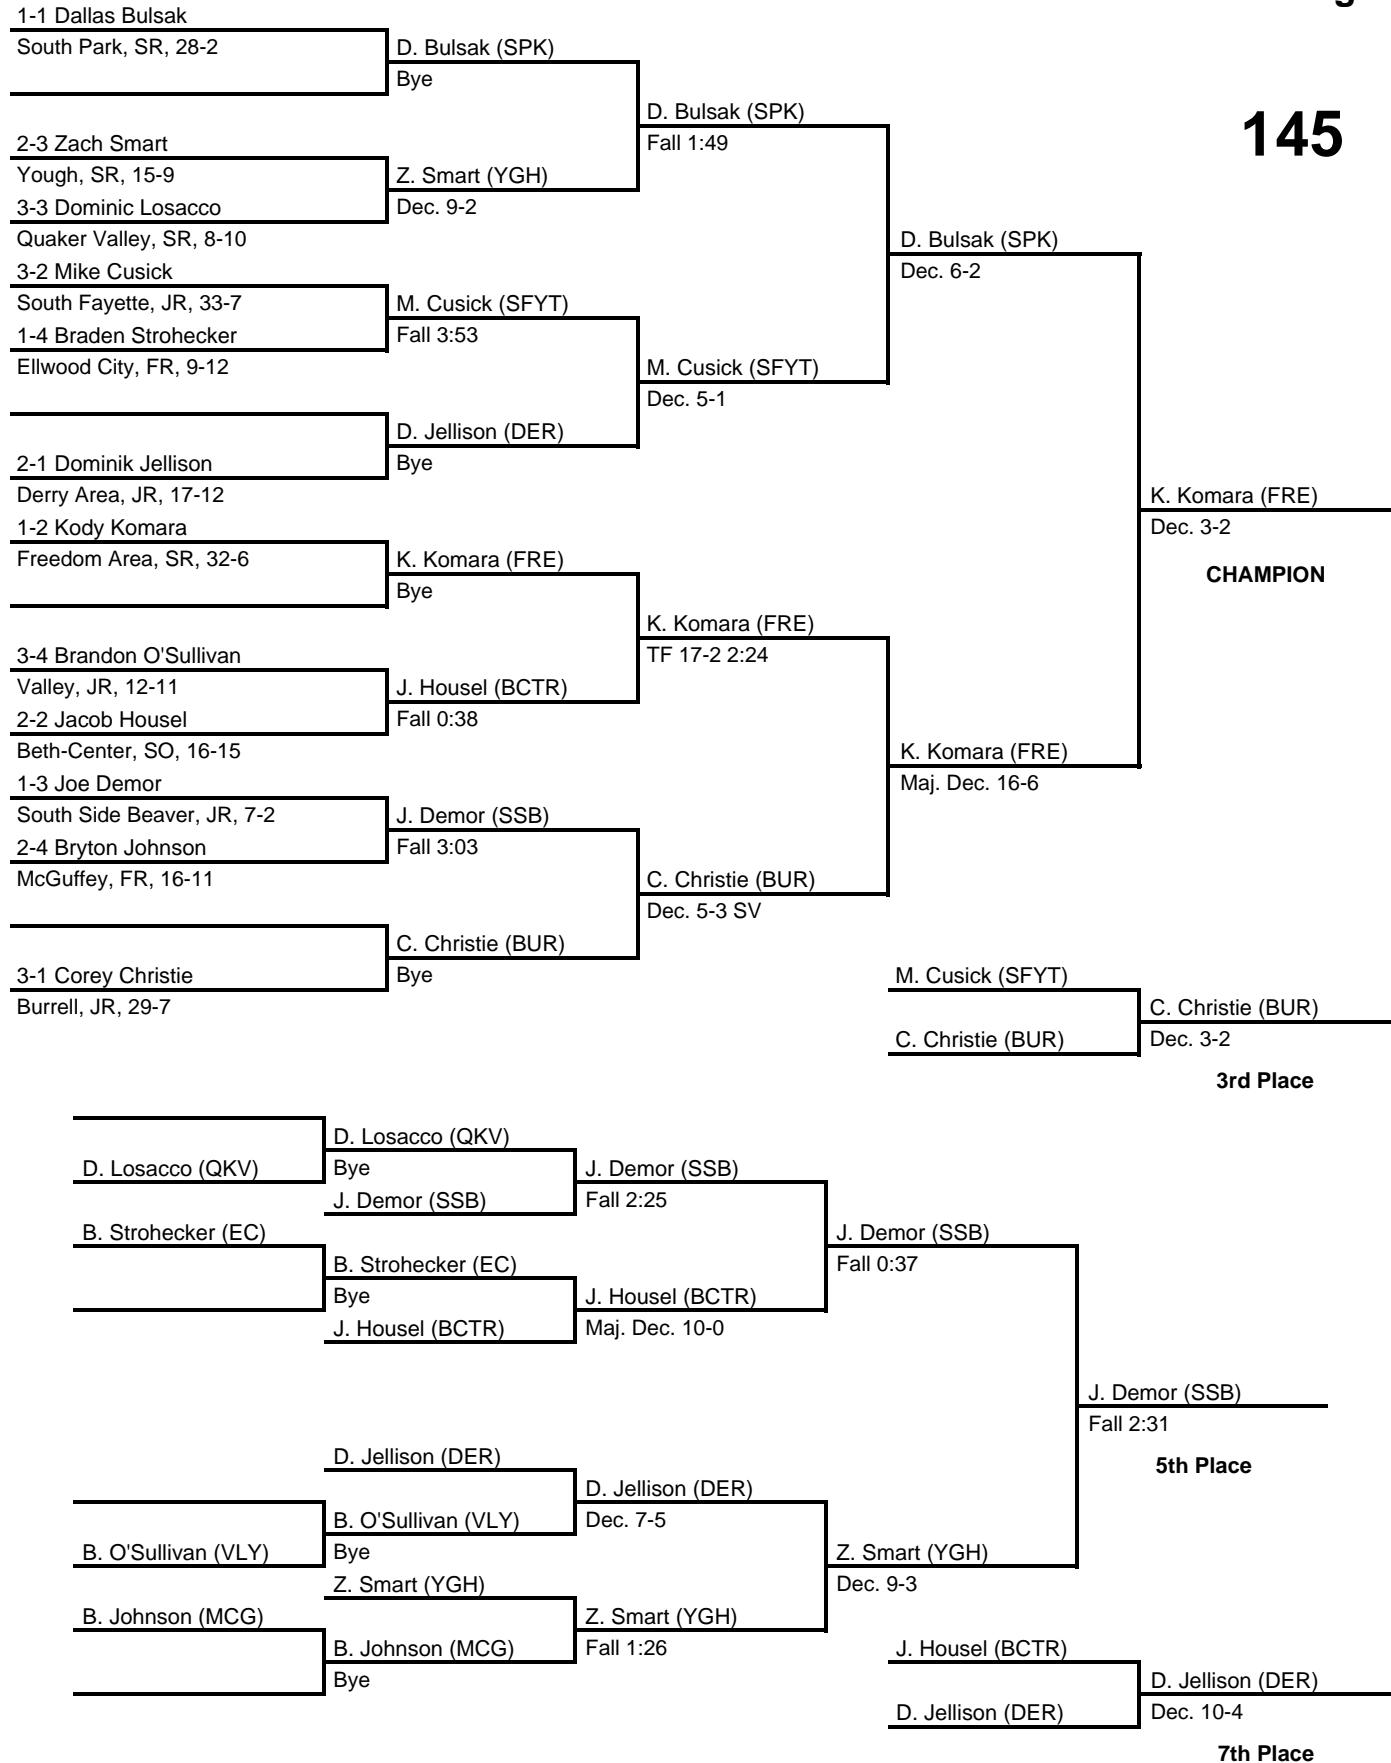 1-1 Dallas Bulsak
South Park, SR, 28-2
D. Bulsak (SPK)
Bye
D. Bulsak (SPK)
Fall 1:49
145
2-3 Zach Smart
Yough, SR, 15-9
Z. Smart (YGH)
3-3 Dominic Losacco
Dec. 9-2
Quaker Valley, SR, 8-10
D. Bulsak (SPK)
3-2 Mike Cusick
Dec. 6-2
South Fayette, JR, 33-7
M. Cusick (SFYT)
1-4 Braden Strohecker
Fall 3:53
Ellwood City, FR, 9-12
M. Cusick (SFYT)
Dec. 5-1
D. Jellison (DER)
2-1 Dominik Jellison
Bye
Derry Area, JR, 17-12
K. Komara (FRE)
1-2 Kody Komara
Dec. 3-2
Freedom Area, SR, 32-6
K. Komara (FRE)
CHAMPION
Bye
K. Komara (FRE)
3-4 Brandon O'Sullivan
TF 17-2 2:24
Valley, JR, 12-11
J. Housel (BCTR)
2-2 Jacob Housel
Fall 0:38
Beth-Center, SO, 16-15
K. Komara (FRE)
1-3 Joe Demor
Maj. Dec. 16-6
South Side Beaver, JR, 7-2
J. Demor (SSB)
2-4 Bryton Johnson
Fall 3:03
McGuffey, FR, 16-11
C. Christie (BUR)
Dec. 5-3 SV
C. Christie (BUR)
3-1 Corey Christie
Bye
M. Cusick (SFYT)
Burrell, JR, 29-7
C. Christie (BUR)
C. Christie (BUR)
Dec. 3-2
3rd Place
D. Losacco (QKV)
D. Losacco (QKV)
Bye
J. Demor (SSB)
J. Demor (SSB)
Fall 2:25
B. Strohecker (EC)
J. Demor (SSB)
B. Strohecker (EC)
Fall 0:37
Bye
J. Housel (BCTR)
J. Housel (BCTR)
Maj. Dec. 10-0
J. Demor (SSB)
Fall 2:31
D. Jellison (DER)
5th Place
D. Jellison (DER)
B. O'Sullivan (VLY)
Dec. 7-5
B. O'Sullivan (VLY)
Bye
Z. Smart (YGH)
Z. Smart (YGH)
Dec. 9-3
B. Johnson (MCG)
Z. Smart (YGH)
B. Johnson (MCG)
Fall 1:26
J. Housel (BCTR)
Bye
D. Jellison (DER)
D. Jellison (DER)
Dec. 10-4
7th Place